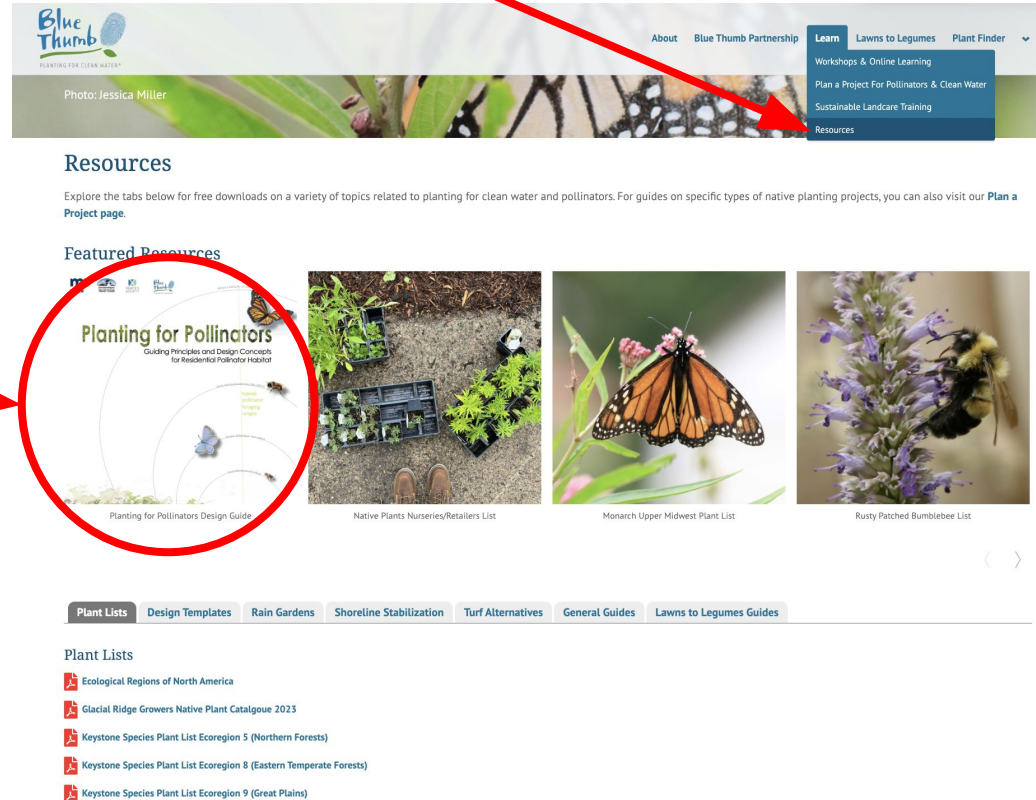 Blue
Thumb
PLANTING FOR CLEAN WATER®
About Blue Thumb Partnership Learn Lawns to Legumes Plant Finder
Workshops & Online Learning
Plan a Project For Pollinators & Clean Water
Sustainable Landcare Training
Resources
Photo: Jessica Miller
Resources
Explore the tabs below for free downloads on a variety of topics related to planting for clean water and pollinators. For guides on specific types of native planting projects, you can also visit our Plan a
Project page.
Featured Resources
Blue
Thumb
Planting for Pollinators
Guiding Principles and Design Concepts
for Residential Pollinator Habitat
typical
pollinator
foraging
ranges
Planting for Pollinators Design Guide
Native Plants Nurseries/Retailers List
Monarch Upper Midwest Plant List
Rusty Patched Bumblebee List
Plant Lists Design Templates Rain Gardens Shoreline Stabilization Turf Alternatives General Guides Lawns to Legumes Guides
Plant Lists
Ecological Regions of North America
Glacial Ridge Growers Native Plant Catalgoue 2023
Keystone Species Plant List Ecoregion 5 (Northern Forests)
Keystone Species Plant List Ecoregion 8 (Eastern Temperate Forests)
Keystone Species Plant List Ecoregion 9 (Great Plains)